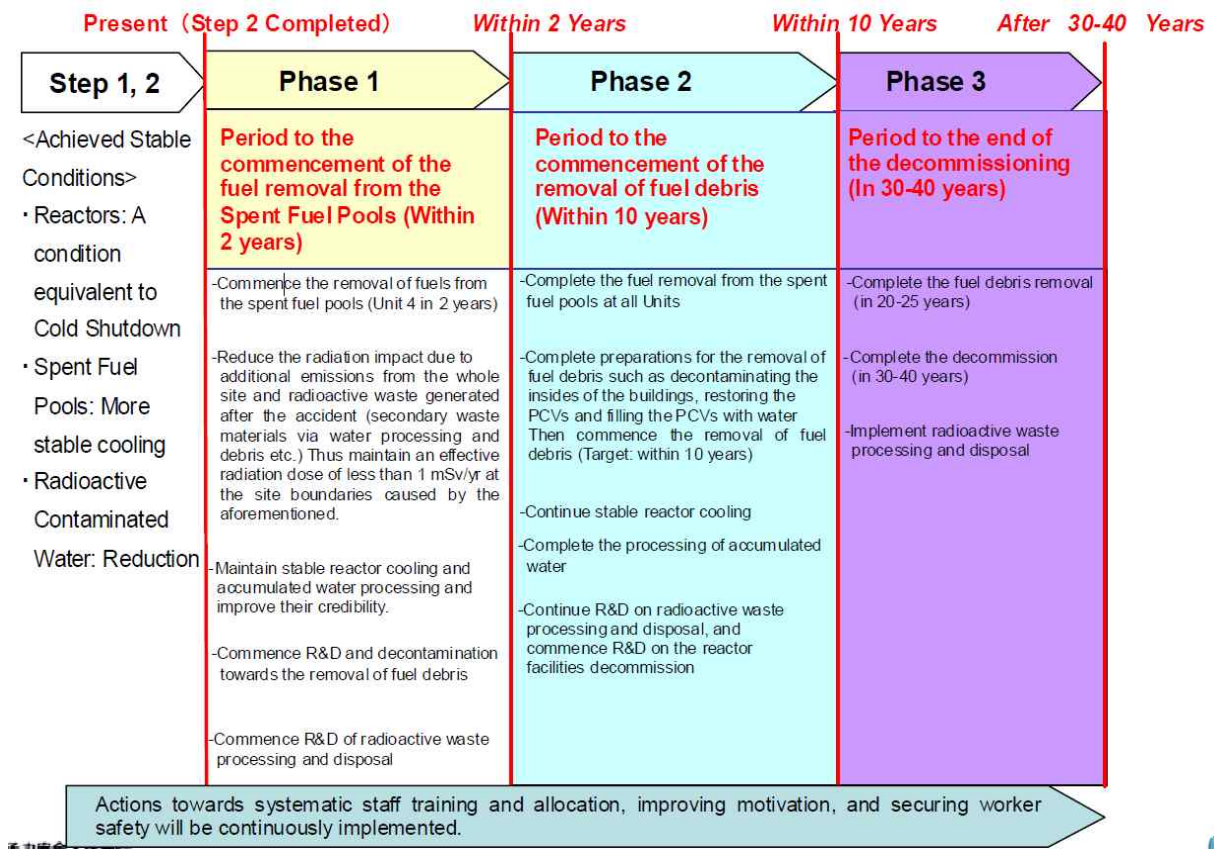 Present (Step 2 Completed)
Within 2 Years
Within 10 Years
After 30-40 Years
Step 1, 2
<Achieved Stable
Conditions>
・Reactors: A
condition
equivalent to
Cold Shutdown
・Spent Fuel
Pools: More
stable cooling
・Radioactive
Contaminated
Water: Reduction
Phase 1
Period to the
commencement of the
fuel removal from the
Spent Fuel Pools (Within
2 years)
-Commence the removal of fuels from
the spent fuel pools (Unit 4 in 2 years)
-Reduce the radiation impact due to
additional emissions from the whole
site and radioactive waste generated
after the accident (secondary waste
materials via water processing and
debris etc.) Thus maintain an effective
radiation dose of less than 1 mSv/yr at
the site boundaries caused by the
aforementioned.
-Maintain stable reactor cooling and
accumulated water processing and
improve their credibility.
-Commence R&D and decontamination
towards the removal of fuel debris
-Commence R&D of radioactive waste
processing and disposal
Phase 2
Period to the
commencement of the
removal of fuel debris
(Within 10 years)
-Complete the fuel removal from the spent
fuel pools at all Units
-Complete preparations for the removal of
fuel debris such as decontaminating the
insides of the buildings, restoring the
PCVs and filling the PCVs with water
Then commence the removal of fuel
debris (Target: within 10 years)
-Continue stable reactor cooling
-Complete the processing of accumulated
water
-Continue R&D on radioactive waste
processing and disposal, and
commence R&D on the reactor
facilities decommission
Phase 3
Period to the end of
the decommissioning
(In 30-40 years)
-Complete the fuel debris removal
(in 20-25 years)
-Complete the decommission
(in 30-40 years)
-Implement radioactive waste
processing and disposal
Actions towards systematic staff training and allocation, improving motivation, and securing worker
safety will be continuously implemented.